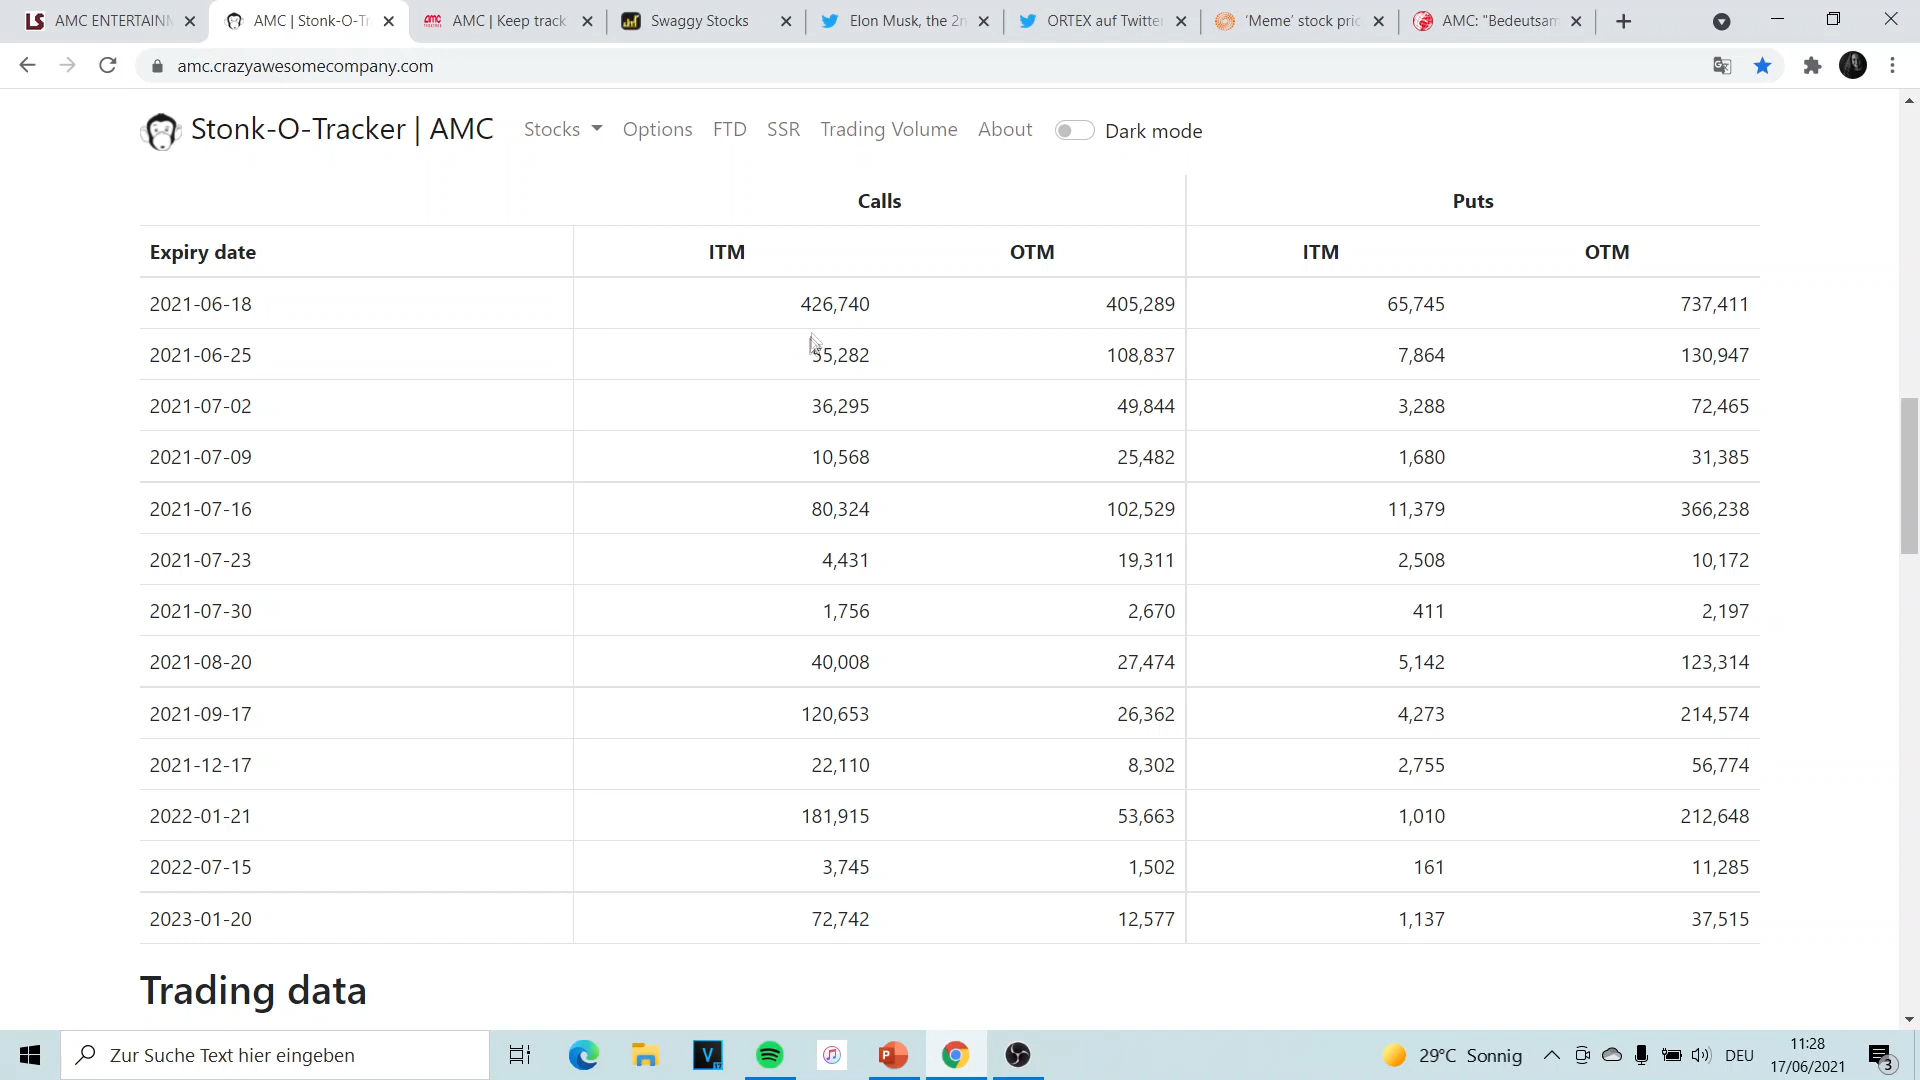 AMC ENTERTAINM
AMC | Stonk-O-Tr
AMC | Keep track
Swaggy Stocks
Elon Musk, the 2n
ORTEX auf Twitter
'Meme' stock pric
AMC: "Bedeutsam
amc.crazyawesomecompany.com
Stonk-O-Tracker | AMC Stocks Options FTD SSR Trading Volume About Dark mode
Calls Puts
Expiry date ITM OTM ITM OTM
2021-06-18 426,740 405,289 65,745 737,411
2021-06-25 55,282 108,837 7,864 130,947
2021-07-02 36,295 49,844 3,288 72,465
2021-07-09 10,568 25,482 1,680 31,385
2021-07-16 80,324 102,529 11,379 366,238
2021-07-23 4,431 19,311 2,508 10,172
2021-07-30 1,756 2,670 411 2,197
2021-08-20 40,008 27,474 5,142 123,314
2021-09-17 120,653 26,362 4,273 214,574
2021-12-17 22,110 8,302 2,755 56,774
2022-01-21 181,915 53,663 1,010 212,648
2022-07-15 3,745 1,502 161 11,285
2023-01-20 72,742 12,577 1,137 37,515
Trading data
Zur Suche Text hier eingeben
29°C Sonnig
DEU
11:28
17/06/2021
3